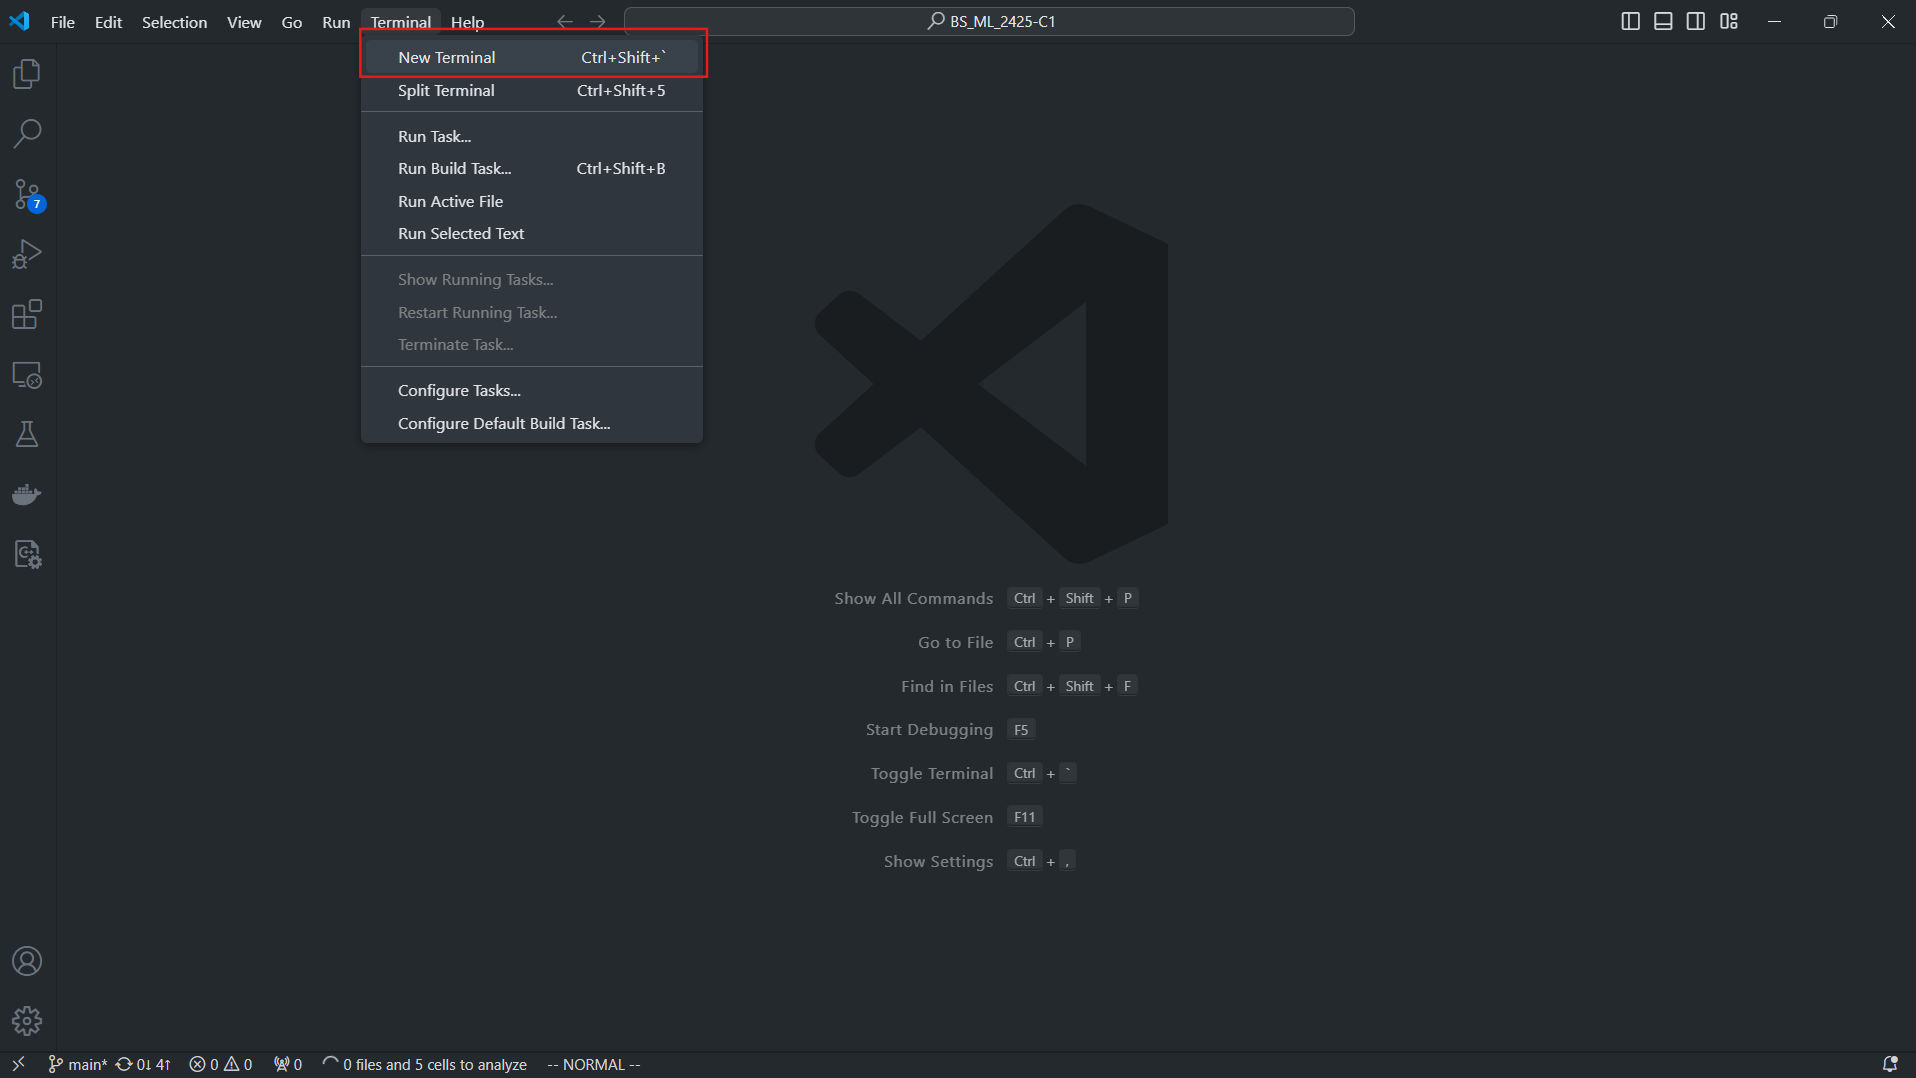 File Edit Selection View Go Run Terminal Help ← → BS_ML_2425-C1
New Terminal Ctrl+Shift+`
Split Terminal Ctrl+Shift+5
Run Task...
Run Build Task... Ctrl+Shift+B
Run Active File
Run Selected Text
Show Running Tasks...
Restart Running Task...
Terminate Task...
Configure Tasks...
Configure Default Build Task...
7
C++
Show All Commands Ctrl + Shift + P
Go to File Ctrl + P
Find in Files Ctrl + Shift + F
Start Debugging F5
Toggle Terminal Ctrl + `
Toggle Full Screen F11
Show Settings Ctrl + ,
main* 0↓ 4↑ 0 0 0 0 files and 5 cells to analyze -- NORMAL --